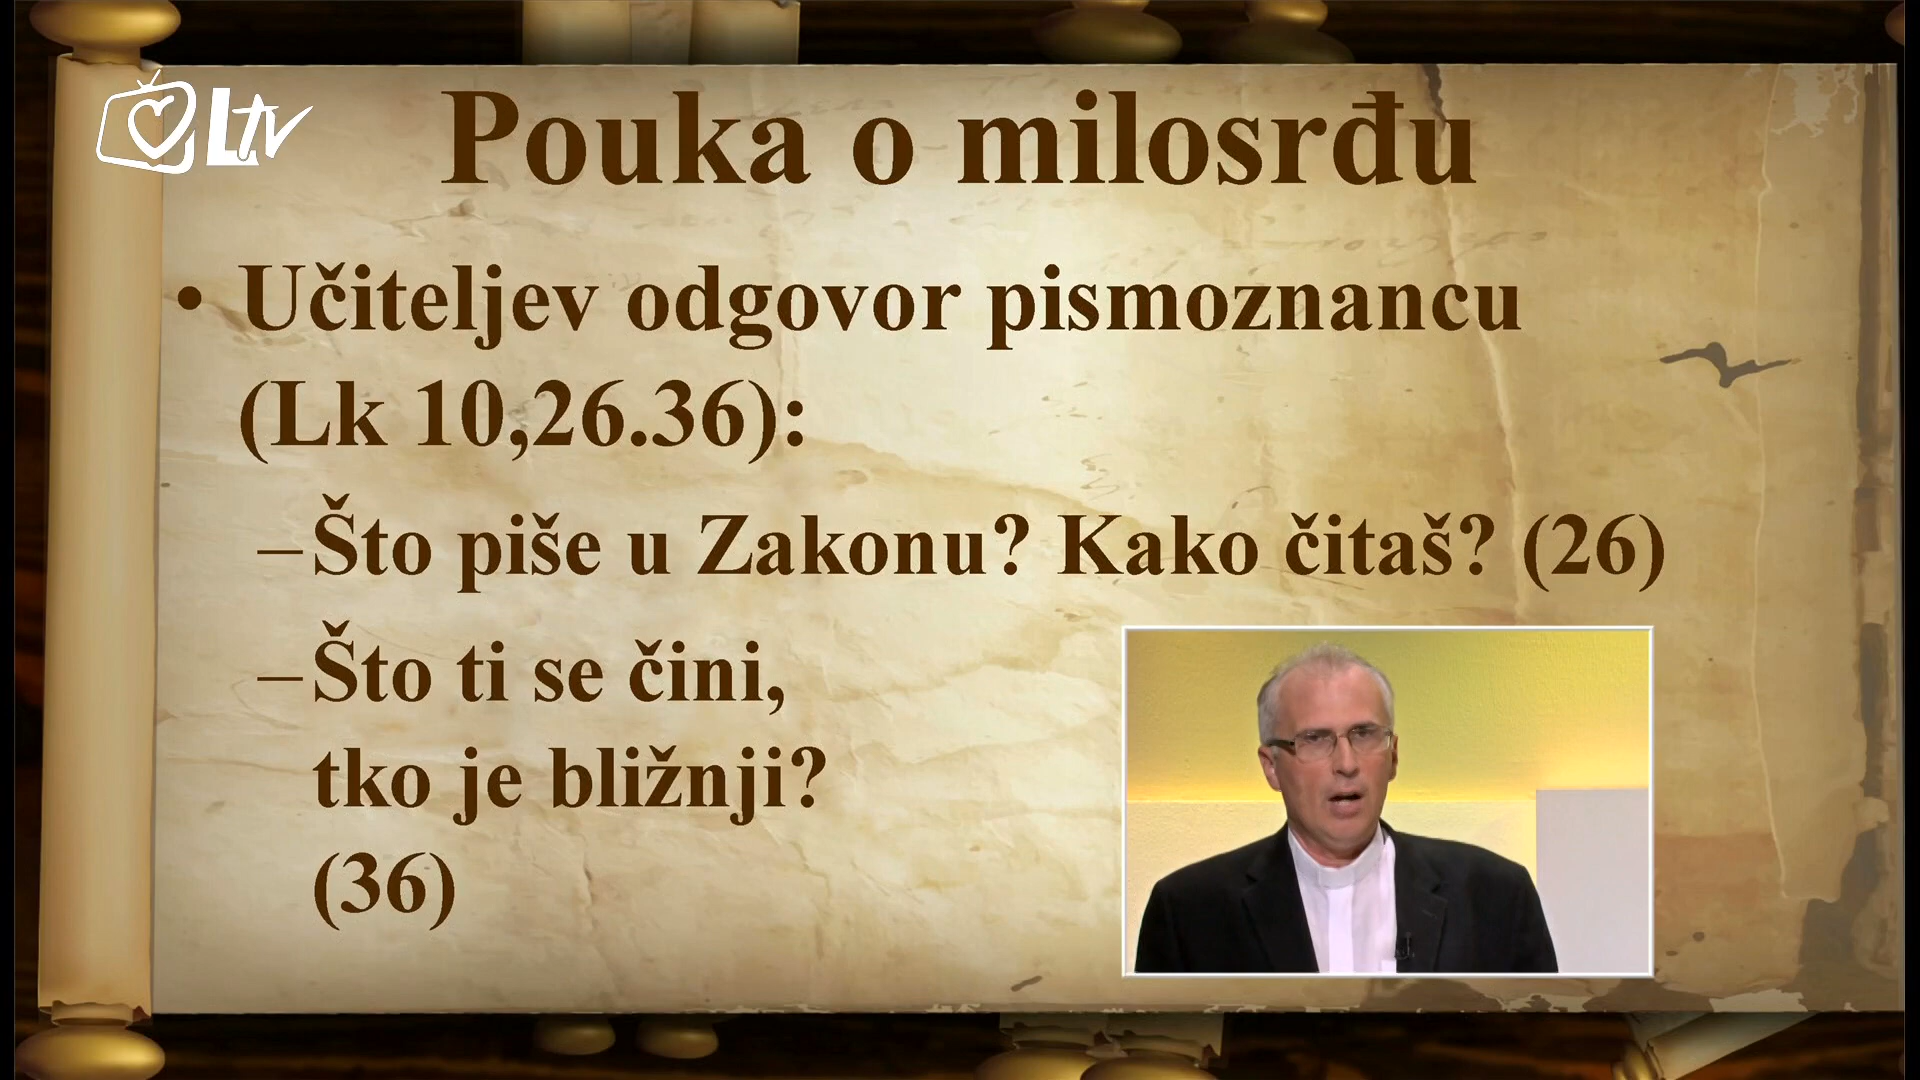 LTV
Pouka o milosrđu
• Učiteljev odgovor pismoznancu
(Lk 10,26.36):
–Što piše u Zakonu? Kako čitaš? (26)
–Što ti se čini,
tko je bližnji?
(36)